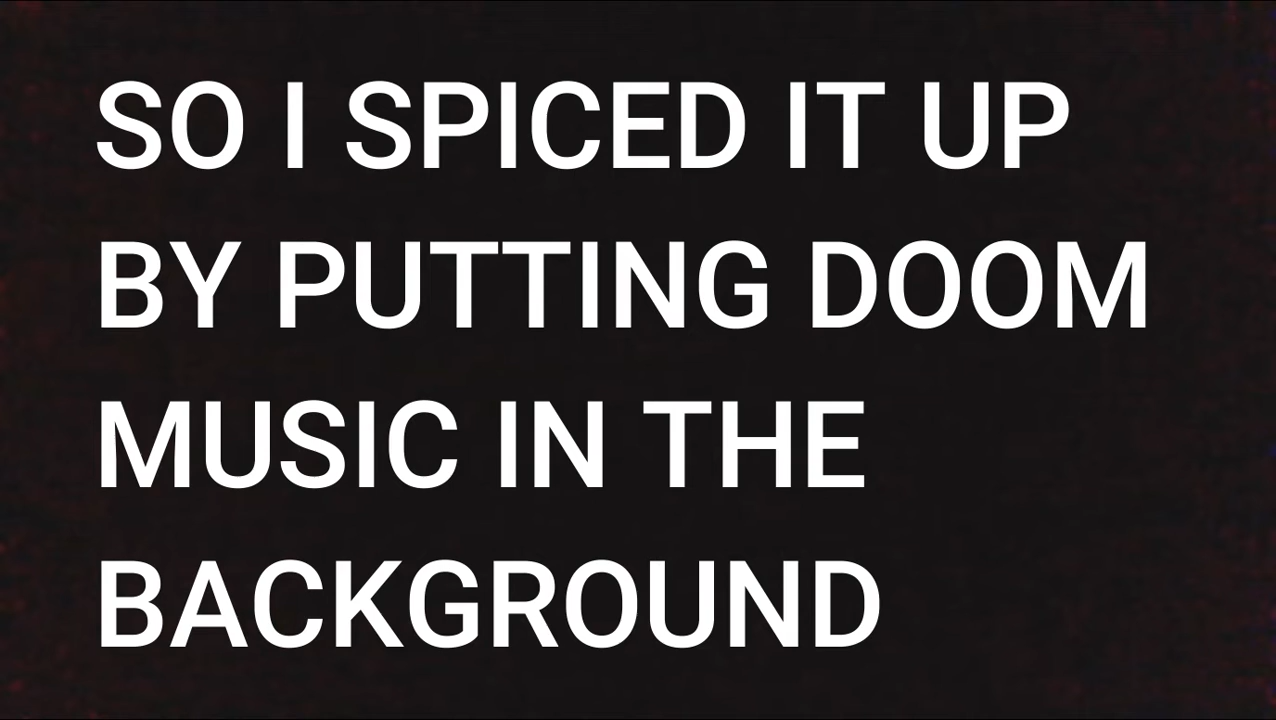 SO I SPICED IT UP
BY PUTTING DOOM
MUSIC IN THE
BACKGROUND